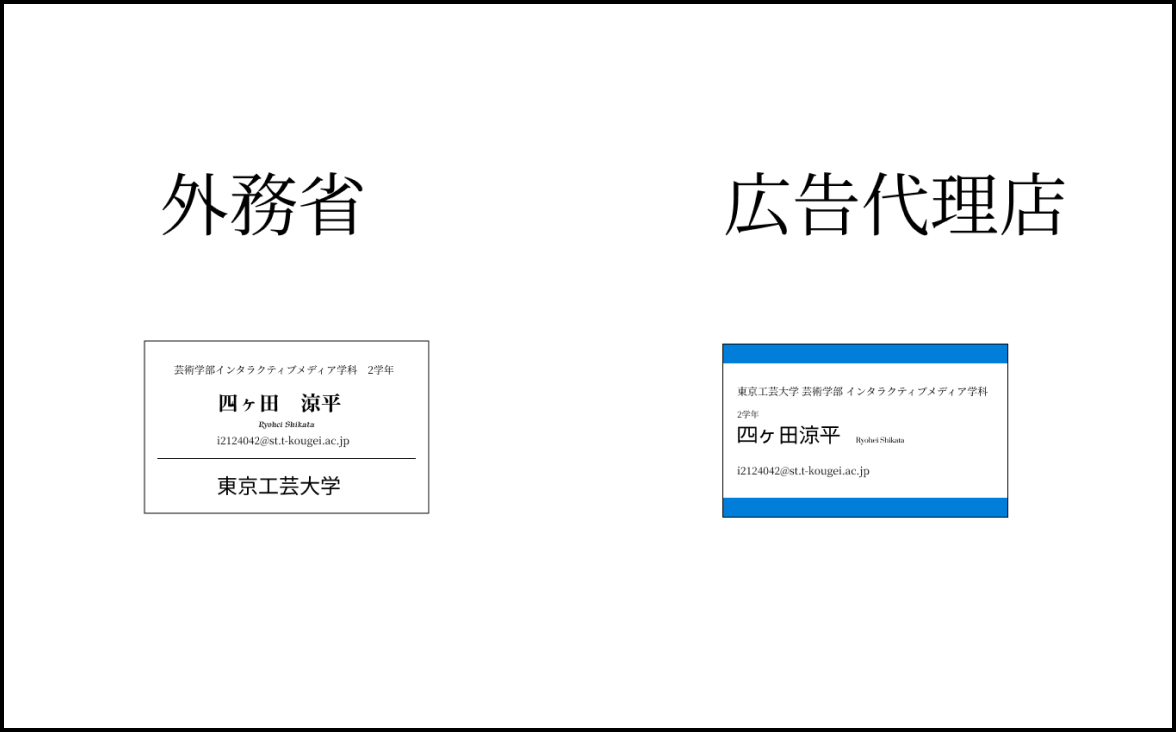 外務省
芸術学部インタラクティブメディア学科　2学年
四ヶ田　涼平
Ryohei Shikata
i2124042@st.t-kougei.ac.jp
東京工芸大学
広告代理店
東京工芸大学 芸術学部 インタラクティブメディア学科
2学年
四ヶ田涼平 Ryohei Shikata
i2124042@st.t-kougei.ac.jp